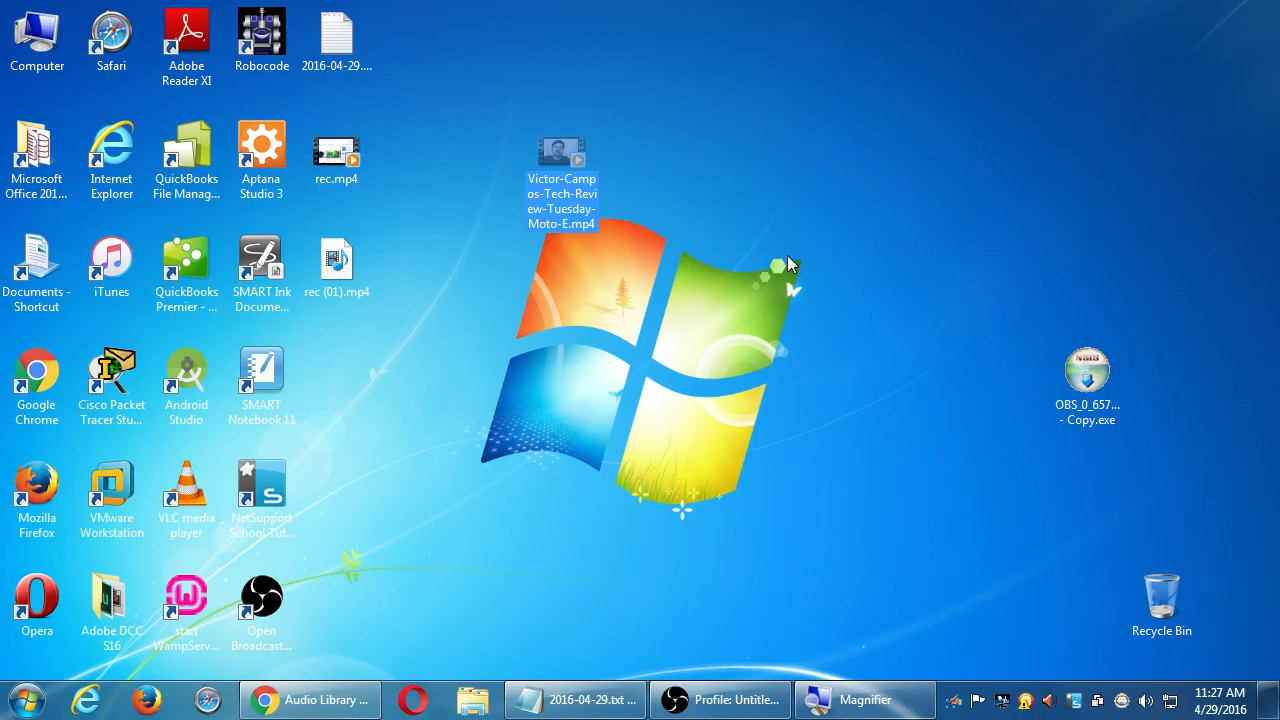 Computer
Safari
Adobe
Reader XI
Robocode
2016-04-29....
Microsoft
Office 201...
Internet
Explorer
QuickBooks
File Manag...
Aptana
Studio 3
rec.mp4
Victor-Camp
os-Tech-Revi
ew-Tuesday-
Moto-E.mp4
Documents -
Shortcut
iTunes
QuickBooks
Premier - ...
SMART Ink
Docume...
rec (01).mp4
Google
Chrome
Cisco Packet
Tracer Stu...
Android
Studio
SMART
Notebook 11
OBS_0_657...
- Copy.exe
Mozilla
Firefox
VMware
Workstation
VLC media
player
NetSupport
School Tut...
Opera
Adobe DCC
S16
start
WampServ...
Open
Broadcast...
Recycle Bin
Audio Library ...
2016-04-29.txt ...
Profile: Untitle...
Magnifier
11:27 AM
4/29/2016